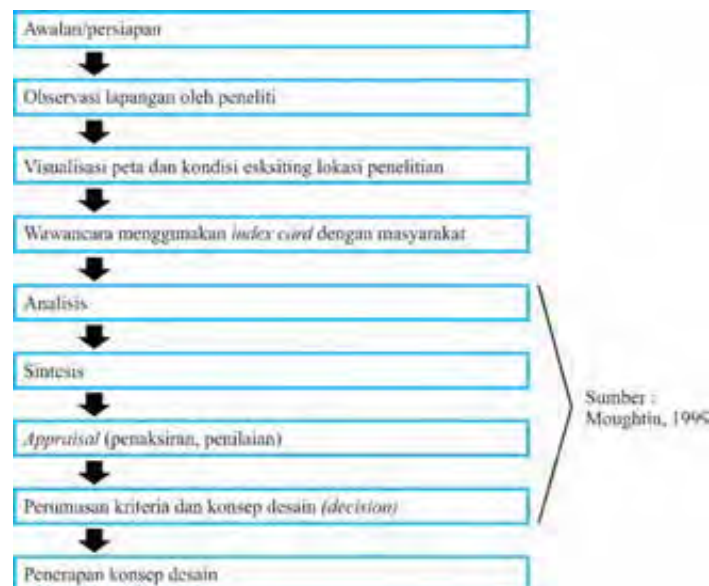 Awalan/persiapan
Observasi lapangan oleh peneliti
Visualisasi peta dan kondisi esksiting lokasi penelitian
Wawancara menggunakan index card dengan masyarakat
Analisis
Sintesis
Appraisal (penaksiran, penilaian)
Perumusan kriteria dan konsep desain (decision)
Penerapan konsep desain
Sumber :
Moughtin, 1999